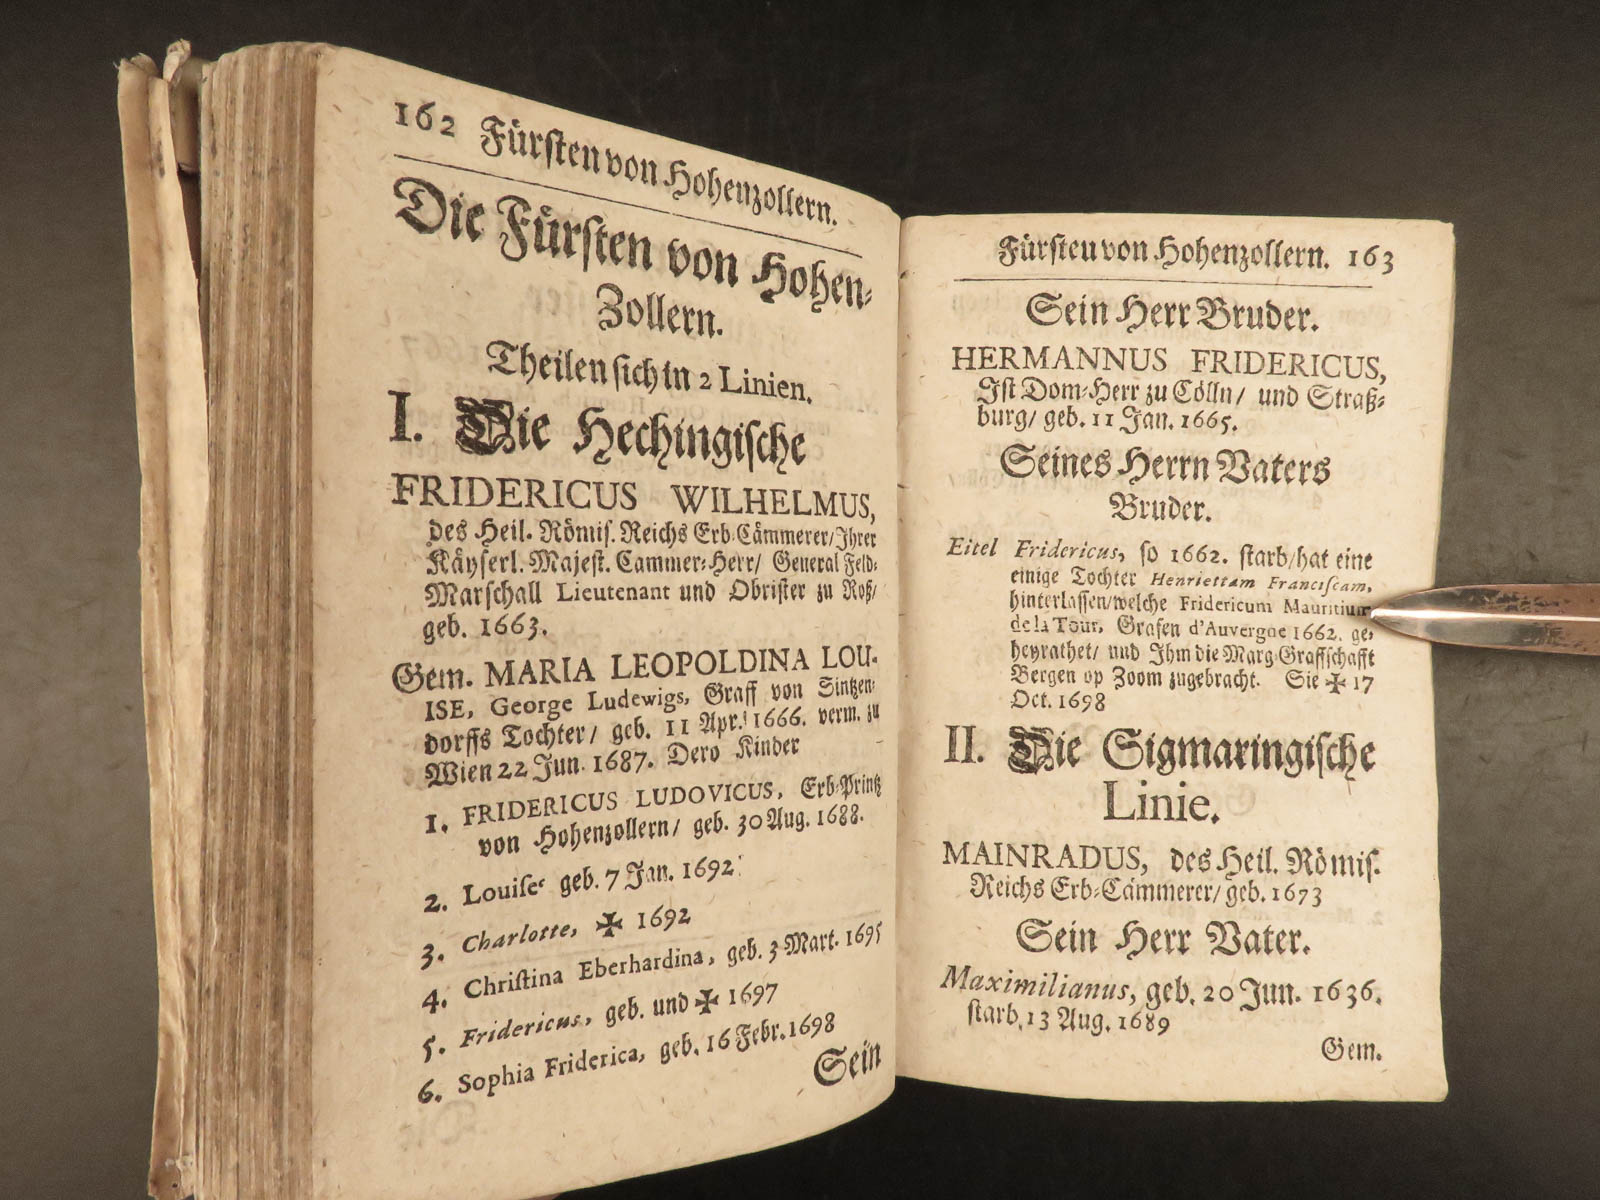 162 Fürſten von Hohenzollern.
Die Fürſten von Hohen-
Zollern.
Theilen ſich in 2 Linien.
I. Die Hechingiſche
FRIDERICUS WILHELMUS,
des Heil. Römiſ. Reichs Erb-Cämmerer/Ihrer
Käyſerl. Majeſt. Cammer-Herr/ General Feld-
Marſchall Lieutenant und Obriſter zu Roß/
geb. 1663.
Gem. MARIA LEOPOLDINA LOU-
ISE, George Ludewigs, Graff von Sintzen-
dorffs Tochter/ geb. 11 Apr. 1666. verm. zu
Wien 22 Jun. 1687. Dero Kinder
1. FRIDERICUS LUDOVICUS, Erb-Printz
von Hohenzollern/ geb. 30 Aug. 1688.
2. Louiſe geb. 7 Jan. 1692
3. Charlotte, ✠ 1692
4. Chriſtina Eberhardina, geb. 3 Mart. 1695
5. Fridericus, geb. und ✠ 1697
6. Sophia Friderica, geb. 16 Febr. 1698
Sein
Fürſteu von Hohenzollern. 163
Sein Herr Bruder.
HERMANNUS FRIDERICUS,
Iſt Dom-Herr zu Cölln/ und Straß-
burg/ geb. 11 Jan. 1665.
Seines Herrn Vaters
Bruder.
Eitel Fridericus, ſo 1662. ſtarb/hat eine
einige Tochter Henriettam Franciſcam,
hinterlaſſen/welche Fridericum Mauritium
de la Tour, Grafen d'Auvergne 1662. ge-
heyrathet/ und Ihm die Marg-Graffſchafft
Bergen op Zoom zugebracht. Sie ✠ 17
Oct. 1698
II. Die Sigmaringiſche
Linie.
MAINRADUS, des Heil. Römiſ.
Reichs Erb-Cämmerer/ geb. 1673
Sein Herr Vater.
Maximilianus, geb. 20 Jun. 1636.
ſtarb. 13 Aug. 1689
Gem.